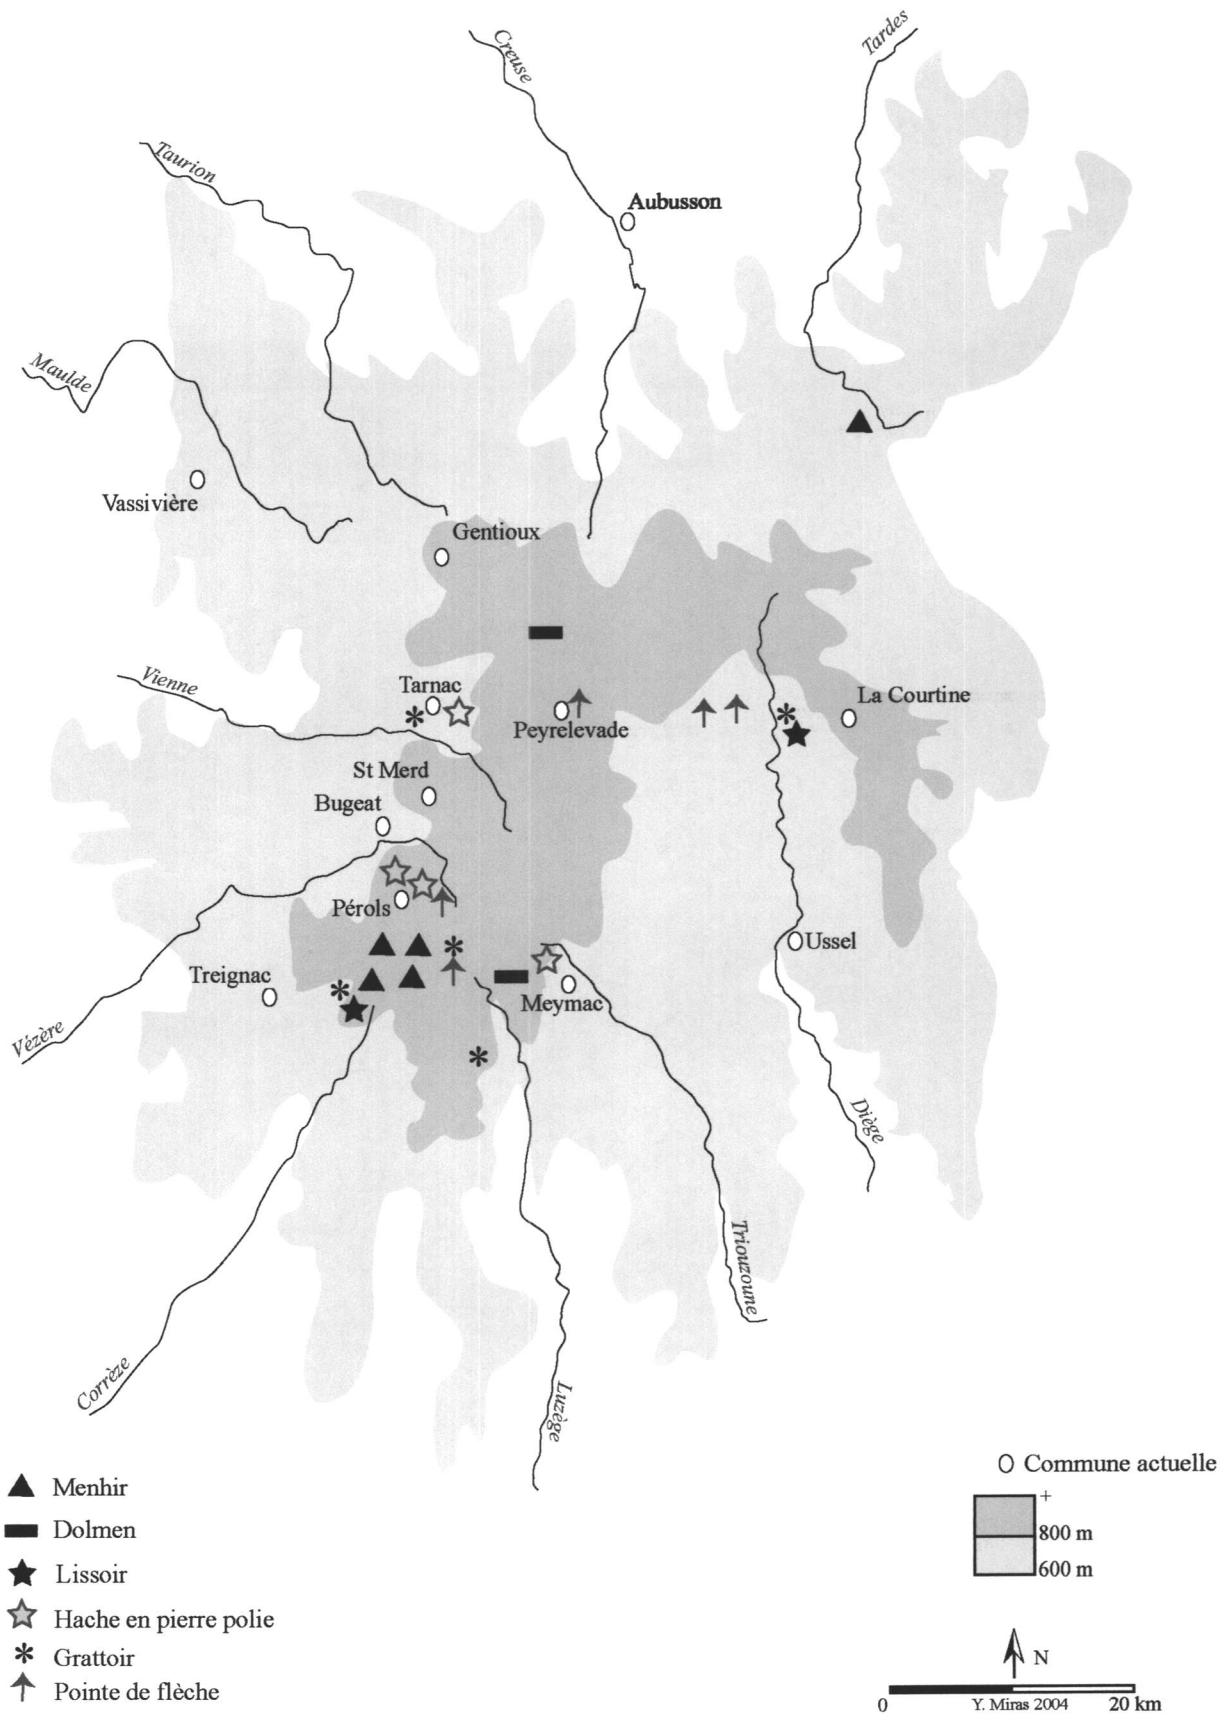 Creuse
Tardes
Taurion
Aubusson
Maulde
Vassivière
Gentioux
Vienne
Tarnac
La Courtine
Peyrelevade
St Merd
Bugeat
Pérols
Ussel
Treignac
Meymac
Vézère
Diège
Triouzoune
Corrèze
Luzège
Menhir
Dolmen
Lissoir
Hache en pierre polie
Grattoir
Pointe de flèche
Commune actuelle
+
800 m
600 m
N
0 Y. Miras 2004 20 km